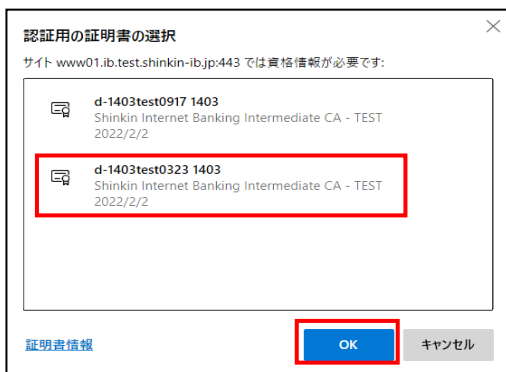 認証用の証明書の選択
サイト www01.ib.test.shinkin-ib.jp:443 では資格情報が必要です:
d-1403test0917 1403
Shinkin Internet Banking Intermediate CA - TEST
2022/2/2
d-1403test0323 1403
Shinkin Internet Banking Intermediate CA - TEST
2022/2/2
証明書情報
OK
キャンセル